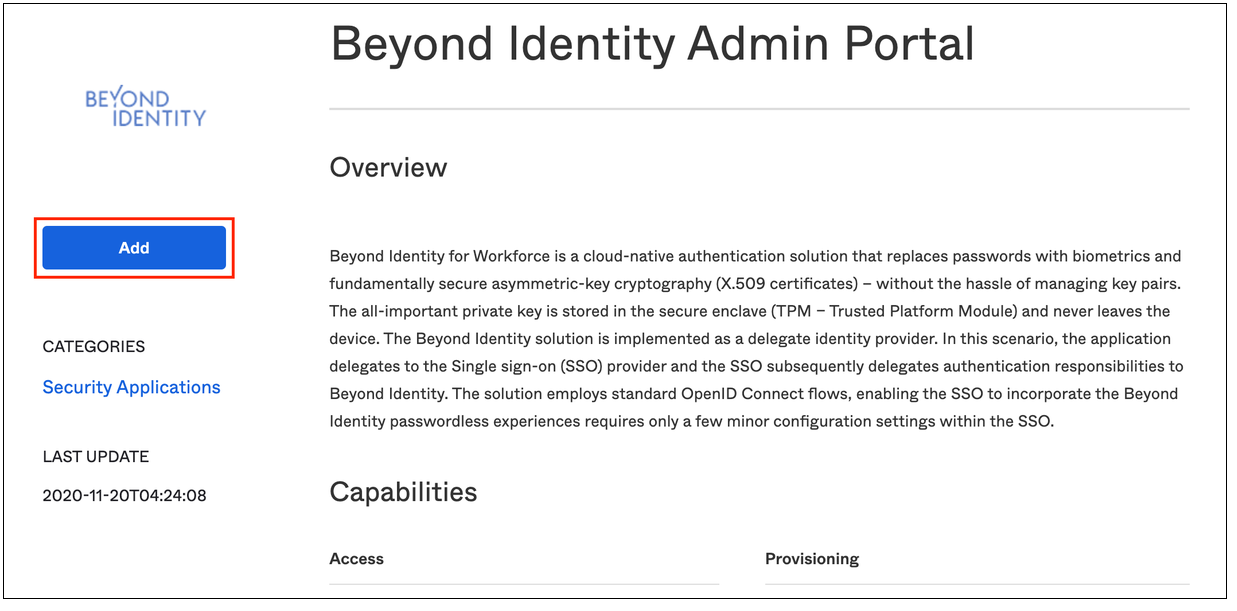 Beyond Identity Admin Portal
BEYOND
IDENTITY
Add
CATEGORIES
Security Applications
LAST UPDATE
2020-11-20T04:24:08
Overview
Beyond Identity for Workforce is a cloud-native authentication solution that replaces passwords with biometrics and
fundamentally secure asymmetric-key cryptography (X.509 certificates) – without the hassle of managing key pairs.
The all-important private key is stored in the secure enclave (TPM – Trusted Platform Module) and never leaves the
device. The Beyond Identity solution is implemented as a delegate identity provider. In this scenario, the application
delegates to the Single sign-on (SSO) provider and the SSO subsequently delegates authentication responsibilities to
Beyond Identity. The solution employs standard OpenID Connect flows, enabling the SSO to incorporate the Beyond
Identity passwordless experiences requires only a few minor configuration settings within the SSO.
Capabilities
Access
Provisioning